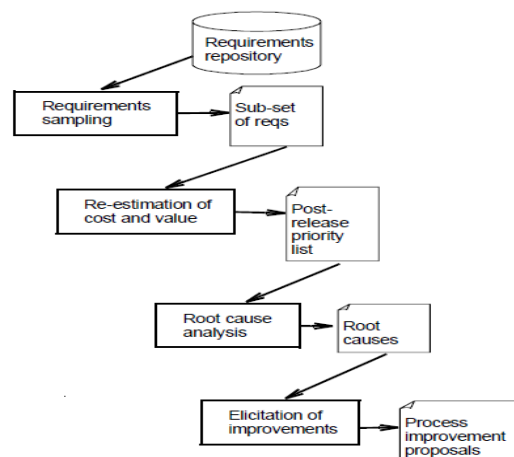 Requirements
repository
Requirements
sampling
Sub-set
of reqs
Re-estimation of
cost and value
Post-
release
priority
list
Root cause
analysis
Root
causes
Elicitation of
improvements
Process
improvement
proposals